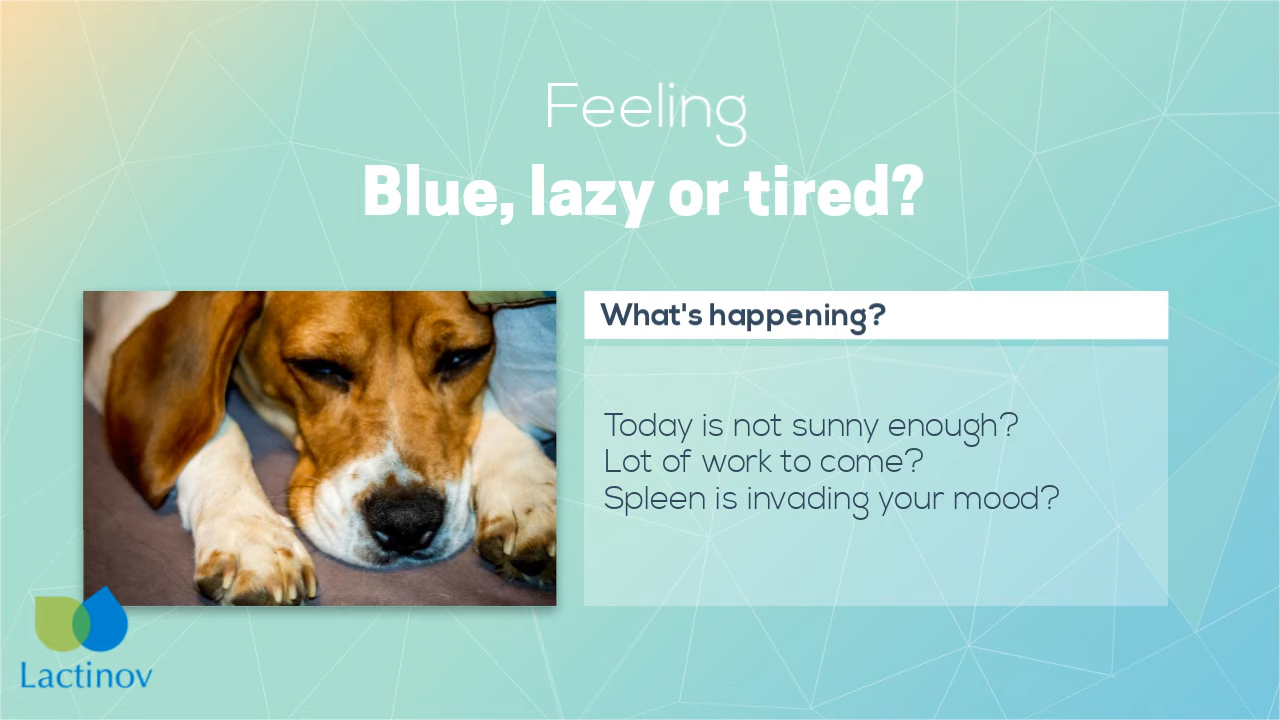 Feeling
Blue, lazy or tired?
What's happening?
Today is not sunny enough?
Lot of work to come?
Spleen is invading your mood?
Lactinov